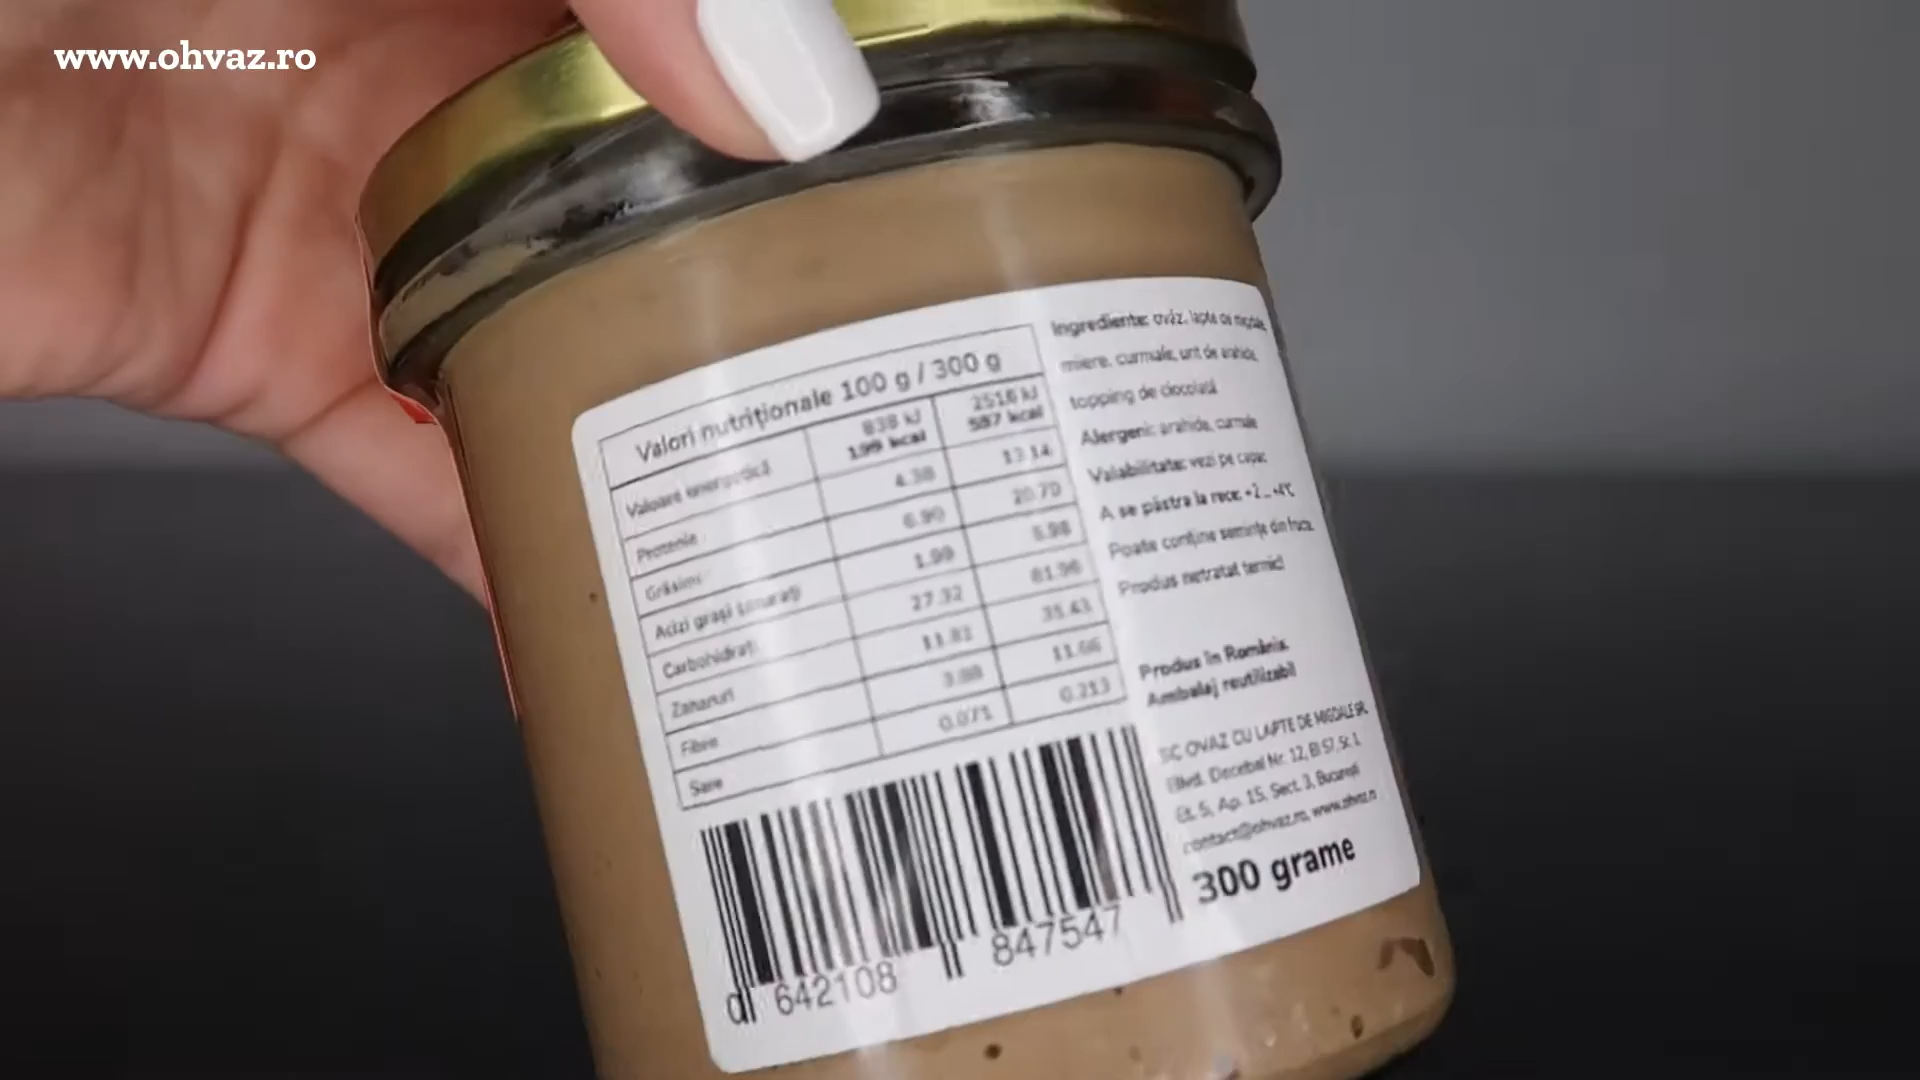 www.ohvaz.ro
Valori nutriționale 100 g / 300 g
Valoare energetică 838 kJ 2516 kJ
199 kcal 587 kcal
Proteine 4.38 13.14
Grăsimi 6.90 20.70
Acizi grași saturați 1.99 5.98
Carbohidrați 27.32 81.96
Zaharuri 11.81 35.43
Fibre 3.88 11.66
Sare 0.071 0.213
642108 847547
Ingrediente: ovăz, lapte de migdale,
miere, curmale, unt de arahide,
topping de ciocolată
Alergeni: arahide, curmale
Valabilitate: vezi pe capac
A se păstra la rece: +2 .. +4°C
Poate conține semințe din fructe
Produs netratat termic!
Produs în România.
Ambalaj reutilizabil
SC OVAZ CU LAPTE DE MIGDALE SRL
Blvd. Decebal Nr. 12, Bl S7, Sc 1,
Et. 5, Ap. 15, Sect. 3, București
contact@ohvaz.ro, www.ohvaz.ro
300 grame